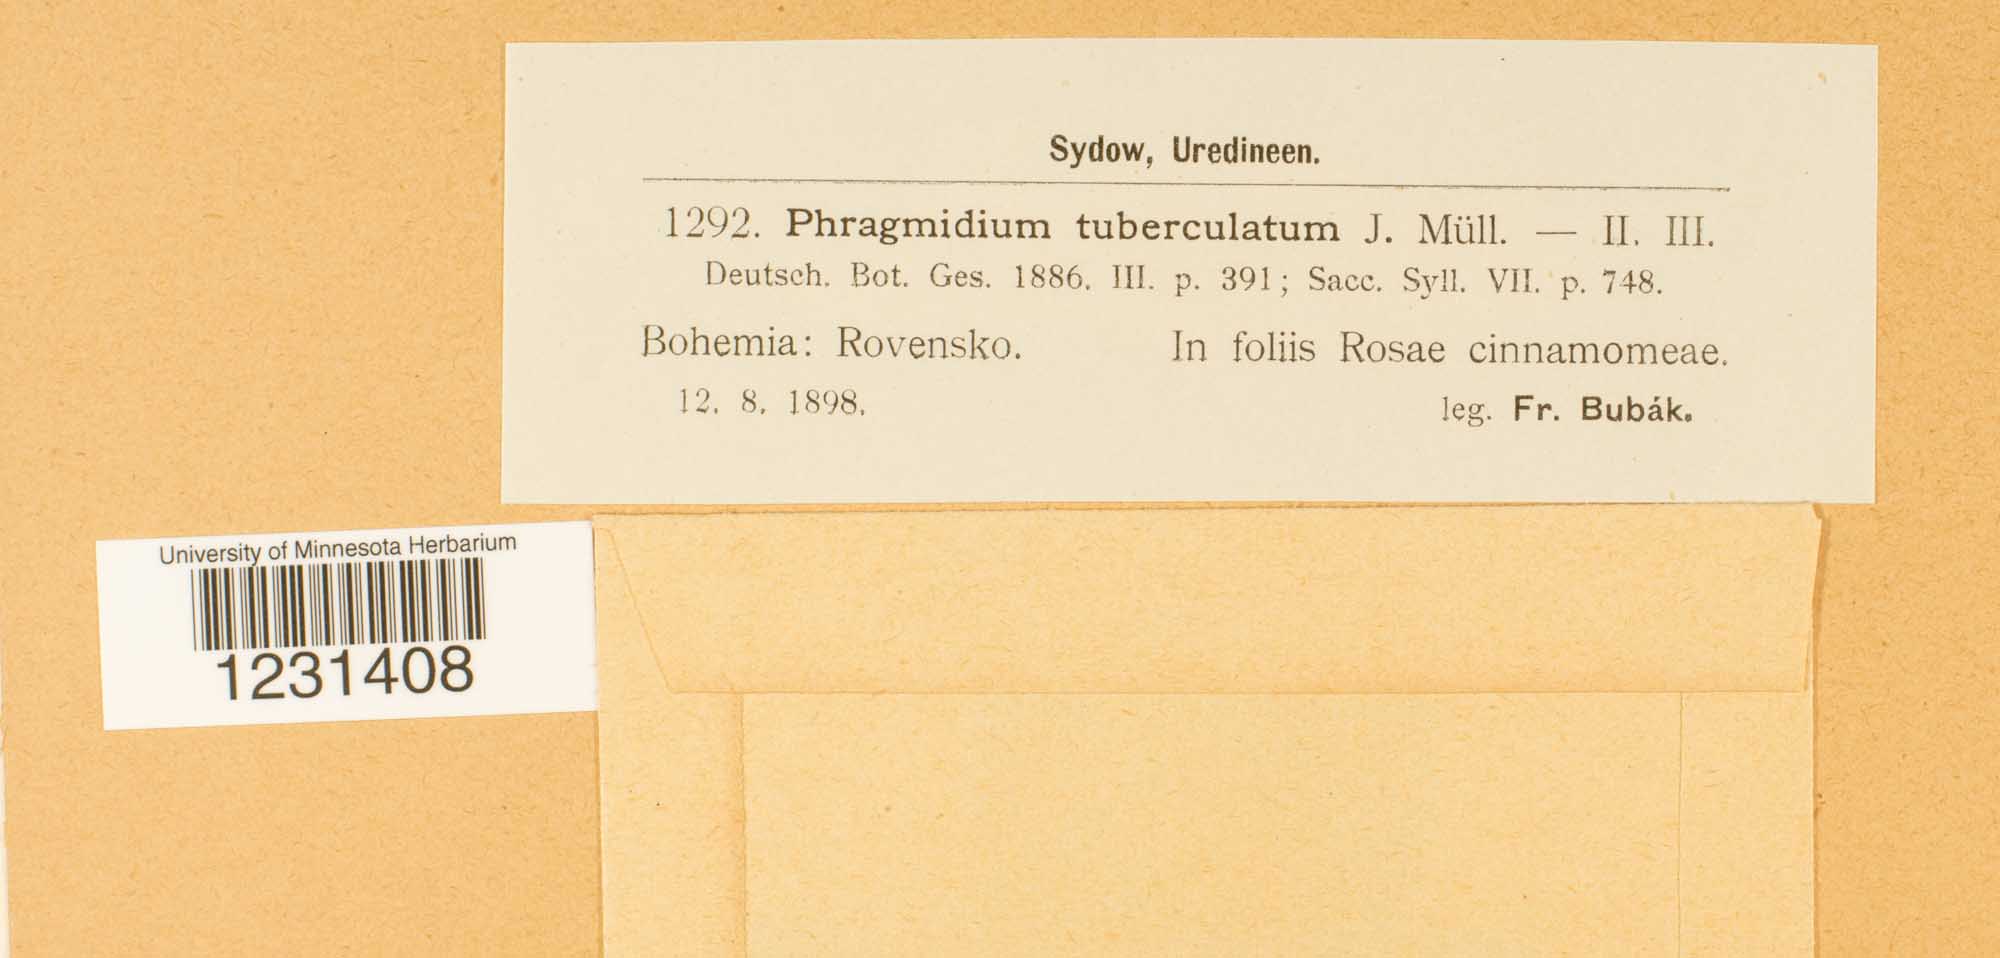 Sydow, Uredineen.
1292. Phragmidium tuberculatum J. Müll. — II. III.
Deutsch. Bot. Ges. 1886. III. p. 391; Sacc. Syll. VII. p. 748.
Bohemia: Rovensko. In foliis Rosae cinnamomeae.
12. 8. 1898. leg. Fr. Bubák.
University of Minnesota Herbarium
1231408